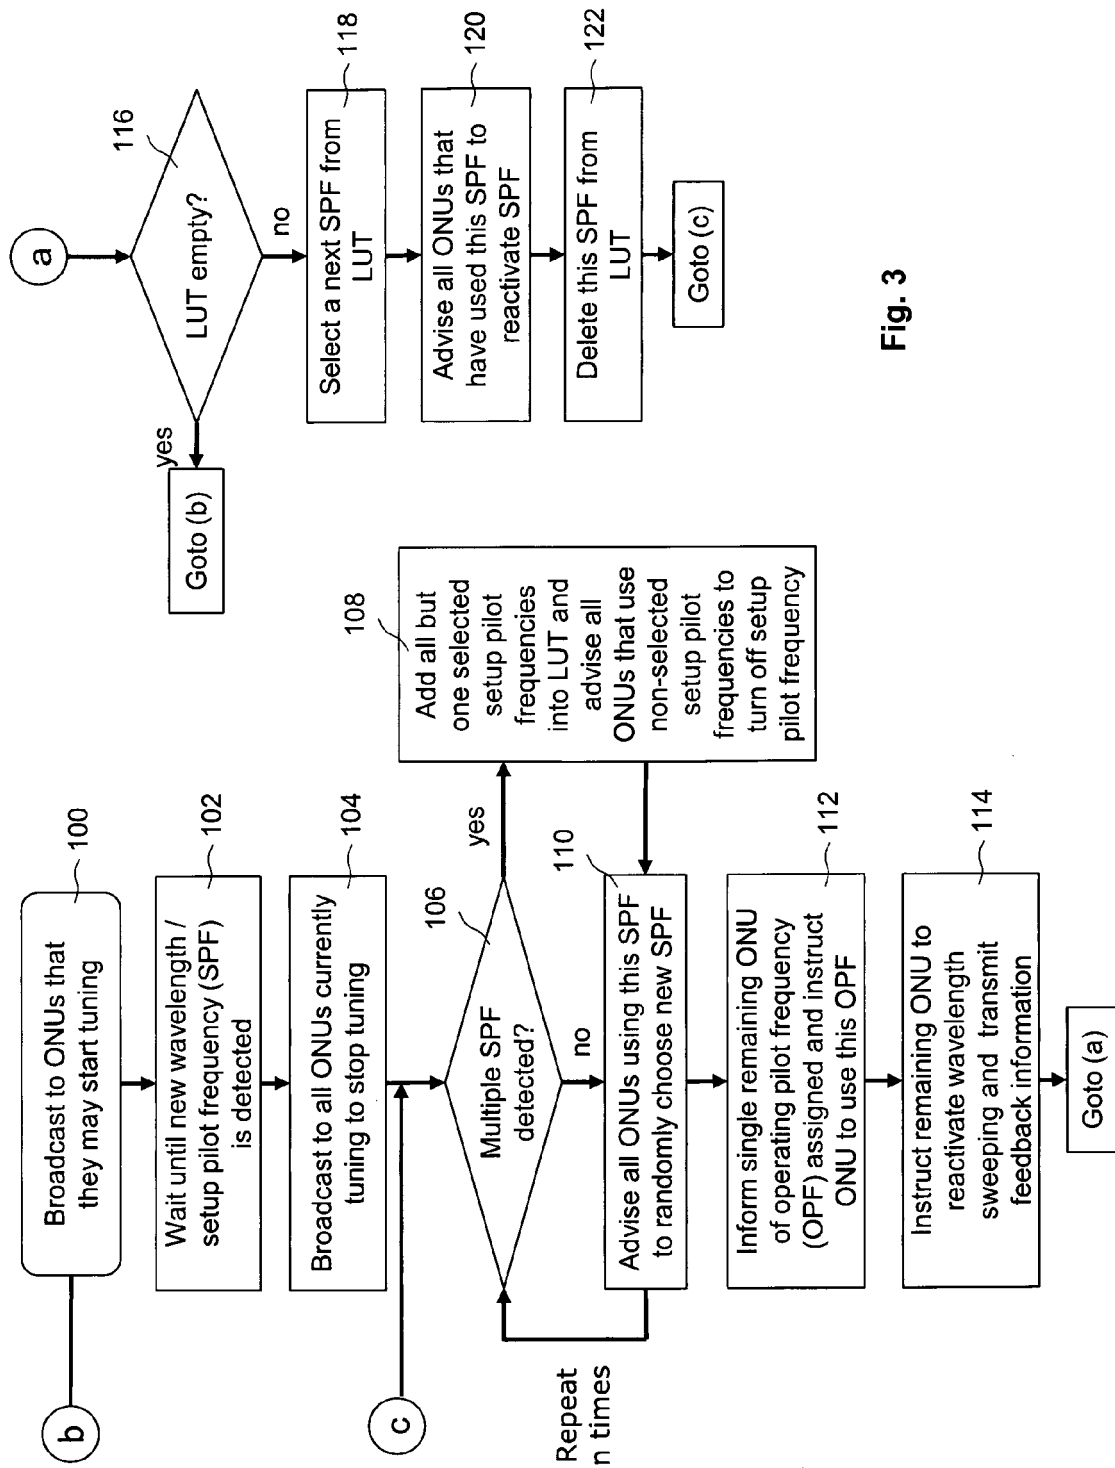 b
Broadcast to ONUs that
they may start tuning
100
Wait until new wavelength /
setup pilot frequency (SPF)
is detected
102
Broadcast to all ONUs currently
tuning to stop tuning
104
c
Multiple SPF
detected?
106
yes
no
Add all but
one selected
setup pilot
frequencies
into LUT and
advise all
ONUs that use
non-selected
setup pilot
frequencies to
turn off setup
pilot frequency
108
Repeat
n times
Advise all ONUs using this SPF
to randomly choose new SPF
110
Inform single remaining ONU
of operating pilot frequency
(OPF) assigned and instruct
ONU to use this OPF
112
Instruct remaining ONU to
reactivate wavelength
sweeping and transmit
feedback information
114
Goto (a)
a
LUT empty?
116
yes
Goto (b)
no
Select a next SPF from
LUT
118
Advise all ONUs that
have used this SPF to
reactivate SPF
120
Delete this SPF from
LUT
122
Goto (c)
Fig. 3